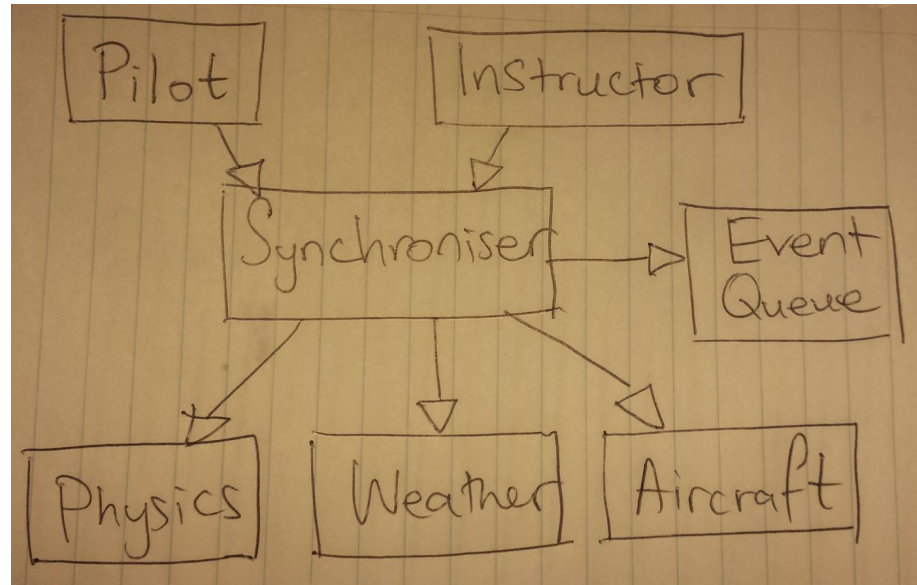 Pilot
Instructor
Synchroniser
Event
Queue
Physics
Weather
Aircraft